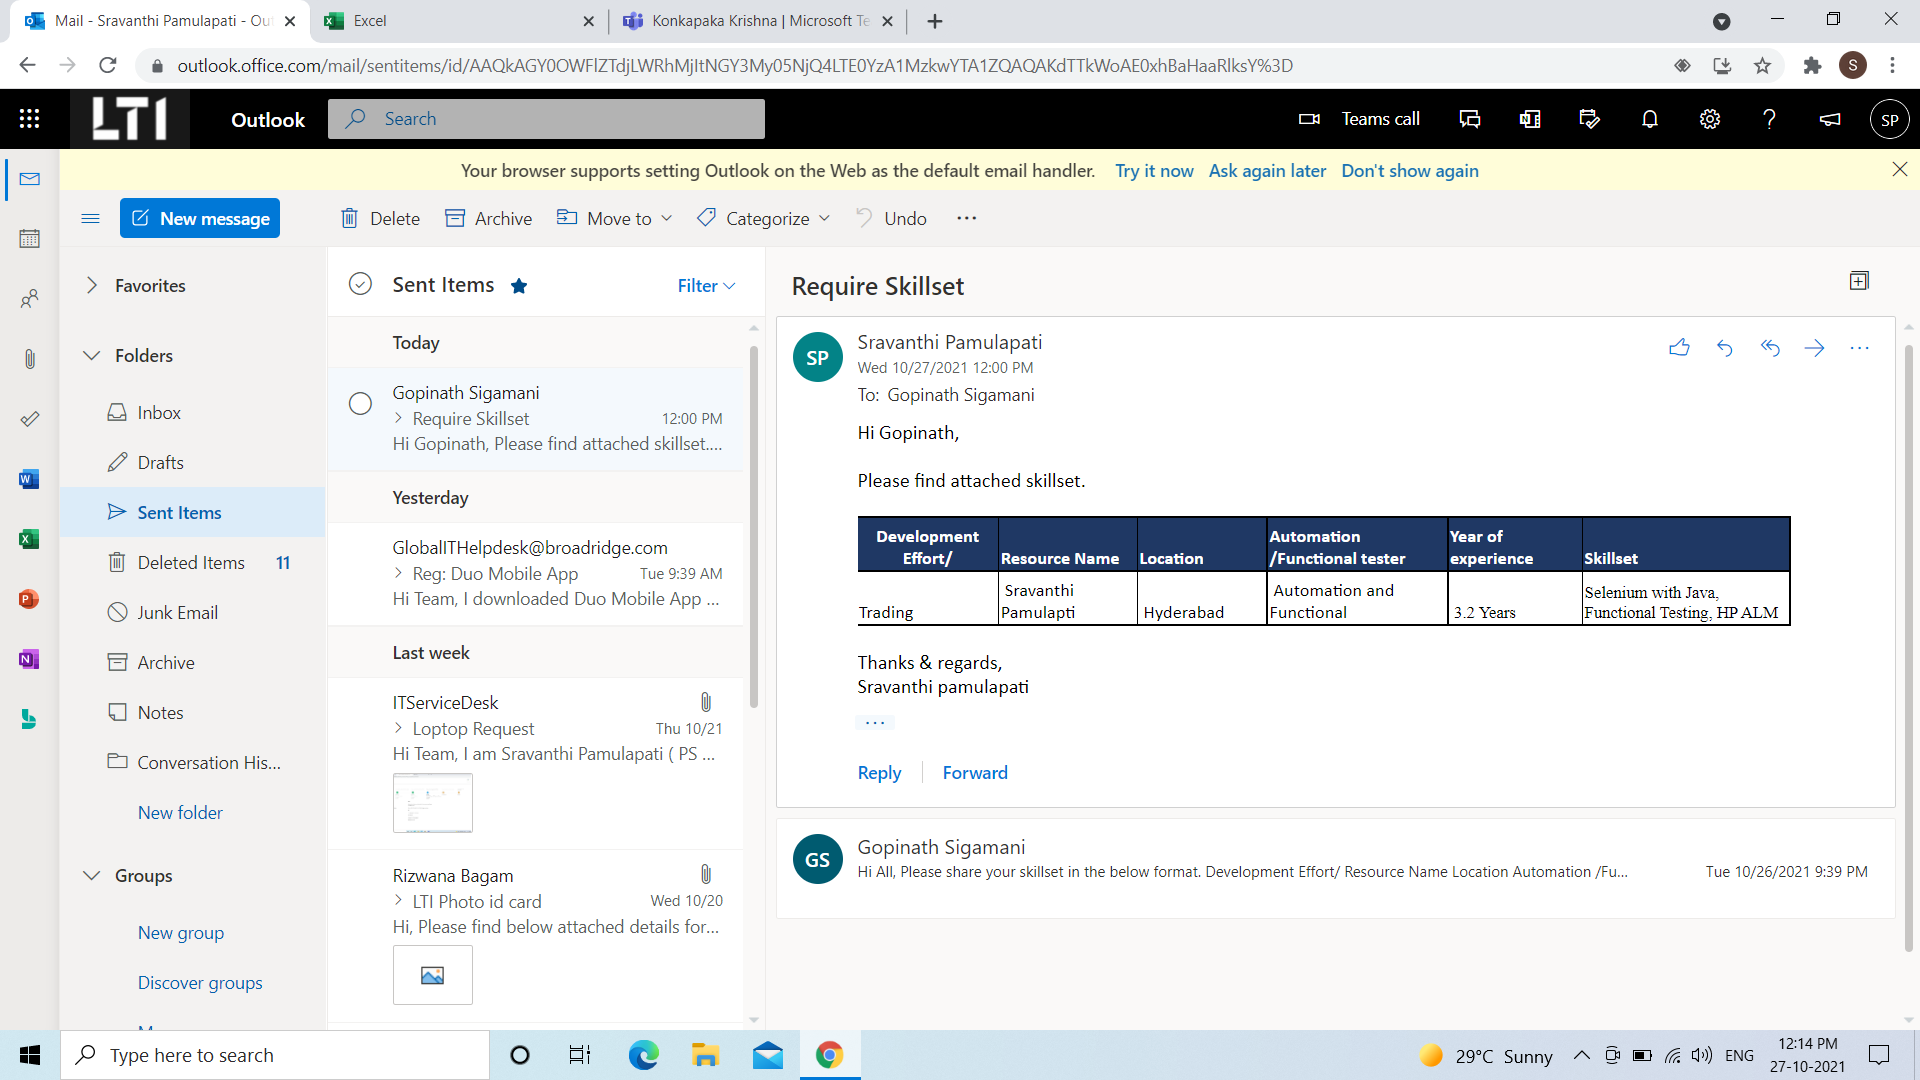 Mail - Sravanthi Pamulapati - Out
Excel
Konkapaka Krishna | Microsoft Te
outlook.office.com/mail/sentitems/id/AAQkAGY0OWFlZTdjLWRhMjItNGY3My05NjQ4LTE0YzA1MzkwYTA1ZQAQAKdTTkWoAE0xhBaHaaRlksY%3D
S
LTI
Outlook
Search
Teams call
SP
Your browser supports setting Outlook on the Web as the default email handler. Try it now Ask again later Don't show again
New message
Delete
Archive
Move to
Categorize
Undo
Favorites
Folders
Inbox
Drafts
Sent Items
Deleted Items 11
Junk Email
Archive
Notes
Conversation His...
New folder
Groups
New group
Discover groups
Sent Items
Filter
Today
Gopinath Sigamani
Require Skillset 12:00 PM
Hi Gopinath, Please find attached skillset....
Yesterday
GlobalITHelpdesk@broadridge.com
Reg: Duo Mobile App Tue 9:39 AM
Hi Team, I downloaded Duo Mobile App ...
Last week
ITServiceDesk
Loptop Request Thu 10/21
Hi Team, I am Sravanthi Pamulapati ( PS ...
Rizwana Bagam
LTI Photo id card Wed 10/20
Hi, Please find below attached details for...
Require Skillset
SP
Sravanthi Pamulapati
Wed 10/27/2021 12:00 PM
To: Gopinath Sigamani
Hi Gopinath,
Please find attached skillset.
Development Automation Year of
Effort/ Resource Name Location /Functional tester experience Skillset
Sravanthi Automation and Selenium with Java,
Trading Pamulapti Hyderabad Functional 3.2 Years Functional Testing, HP ALM
Thanks & regards,
Sravanthi pamulapati
...
Reply
Forward
GS
Gopinath Sigamani
Hi All, Please share your skillset in the below format. Development Effort/ Resource Name Location Automation /Fu... Tue 10/26/2021 9:39 PM
Type here to search
29°C Sunny
ENG
12:14 PM
27-10-2021